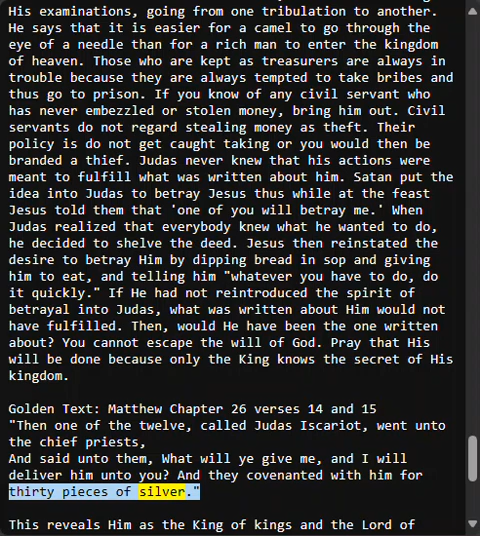 His examinations, going from one tribulation to another.
He says that it is easier for a camel to go through the
eye of a needle than for a rich man to enter the kingdom
of heaven. Those who are kept as treasurers are always in
trouble because they are always tempted to take bribes and
thus go to prison. If you know of any civil servant who
has never embezzled or stolen money, bring him out. Civil
servants do not regard stealing money as theft. Their
policy is do not get caught taking or you would then be
branded a thief. Judas never knew that his actions were
meant to fulfill what was written about him. Satan put the
idea into Judas to betray Jesus thus while at the feast
Jesus told them that 'one of you will betray me.' When
Judas realized that everybody knew what he wanted to do,
he decided to shelve the deed. Jesus then reinstated the
desire to betray Him by dipping bread in sop and giving
him to eat, and telling him "whatever you have to do, do
it quickly." If He had not reintroduced the spirit of
betrayal into Judas, what was written about Him would not
have fulfilled. Then, would He have been the one written
about? You cannot escape the will of God. Pray that His
will be done because only the King knows the secret of His
kingdom.
Golden Text: Matthew Chapter 26 verses 14 and 15
"Then one of the twelve, called Judas Iscariot, went unto
the chief priests,
And said unto them, What will ye give me, and I will
deliver him unto you? And they covenanted with him for
thirty pieces of silver."
This reveals Him as the King of kings and the Lord of